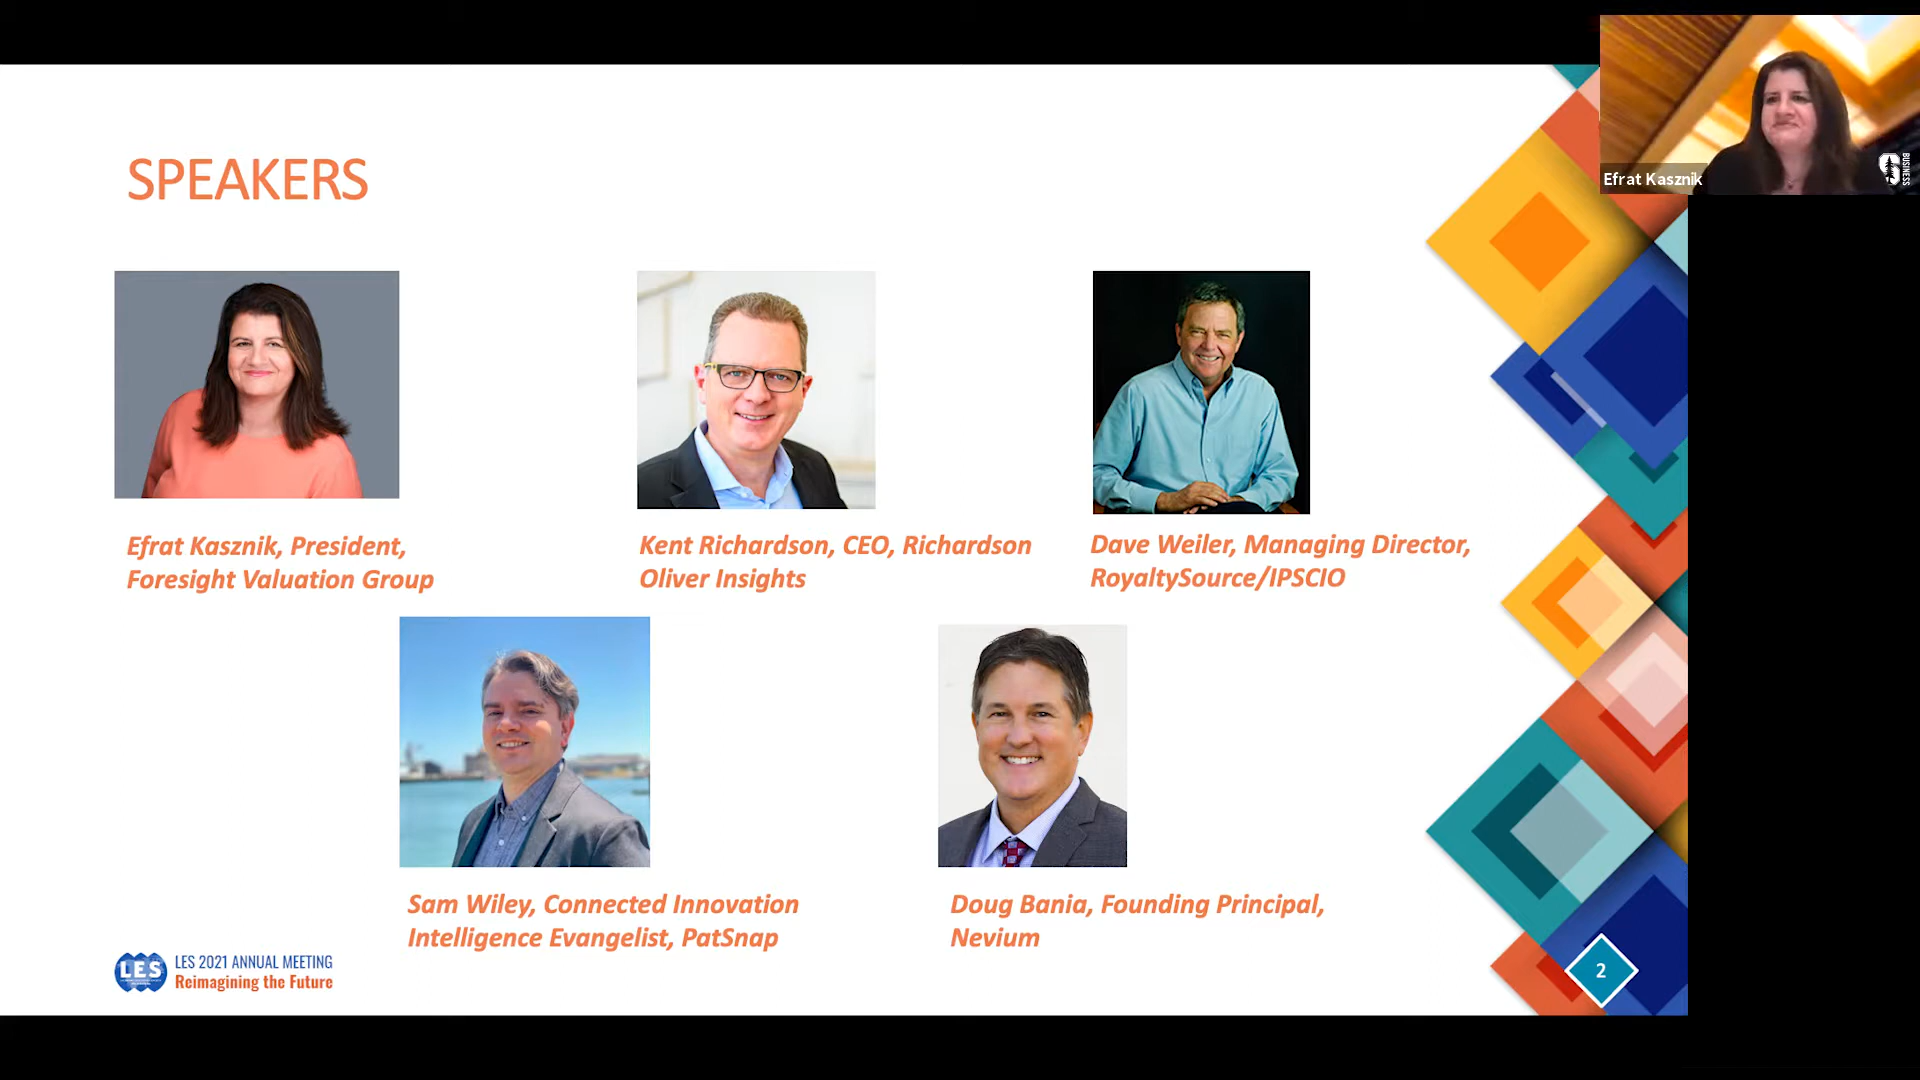 SPEAKERS
Efrat Kasznik
BUSINESS
Efrat Kasznik, President,
Foresight Valuation Group
Kent Richardson, CEO, Richardson
Oliver Insights
Dave Weiler, Managing Director,
RoyaltySource/IPSCIO
Sam Wiley, Connected Innovation
Intelligence Evangelist, PatSnap
Doug Bania, Founding Principal,
Nevium
LES
LES 2021 ANNUAL MEETING
Reimagining the Future
2